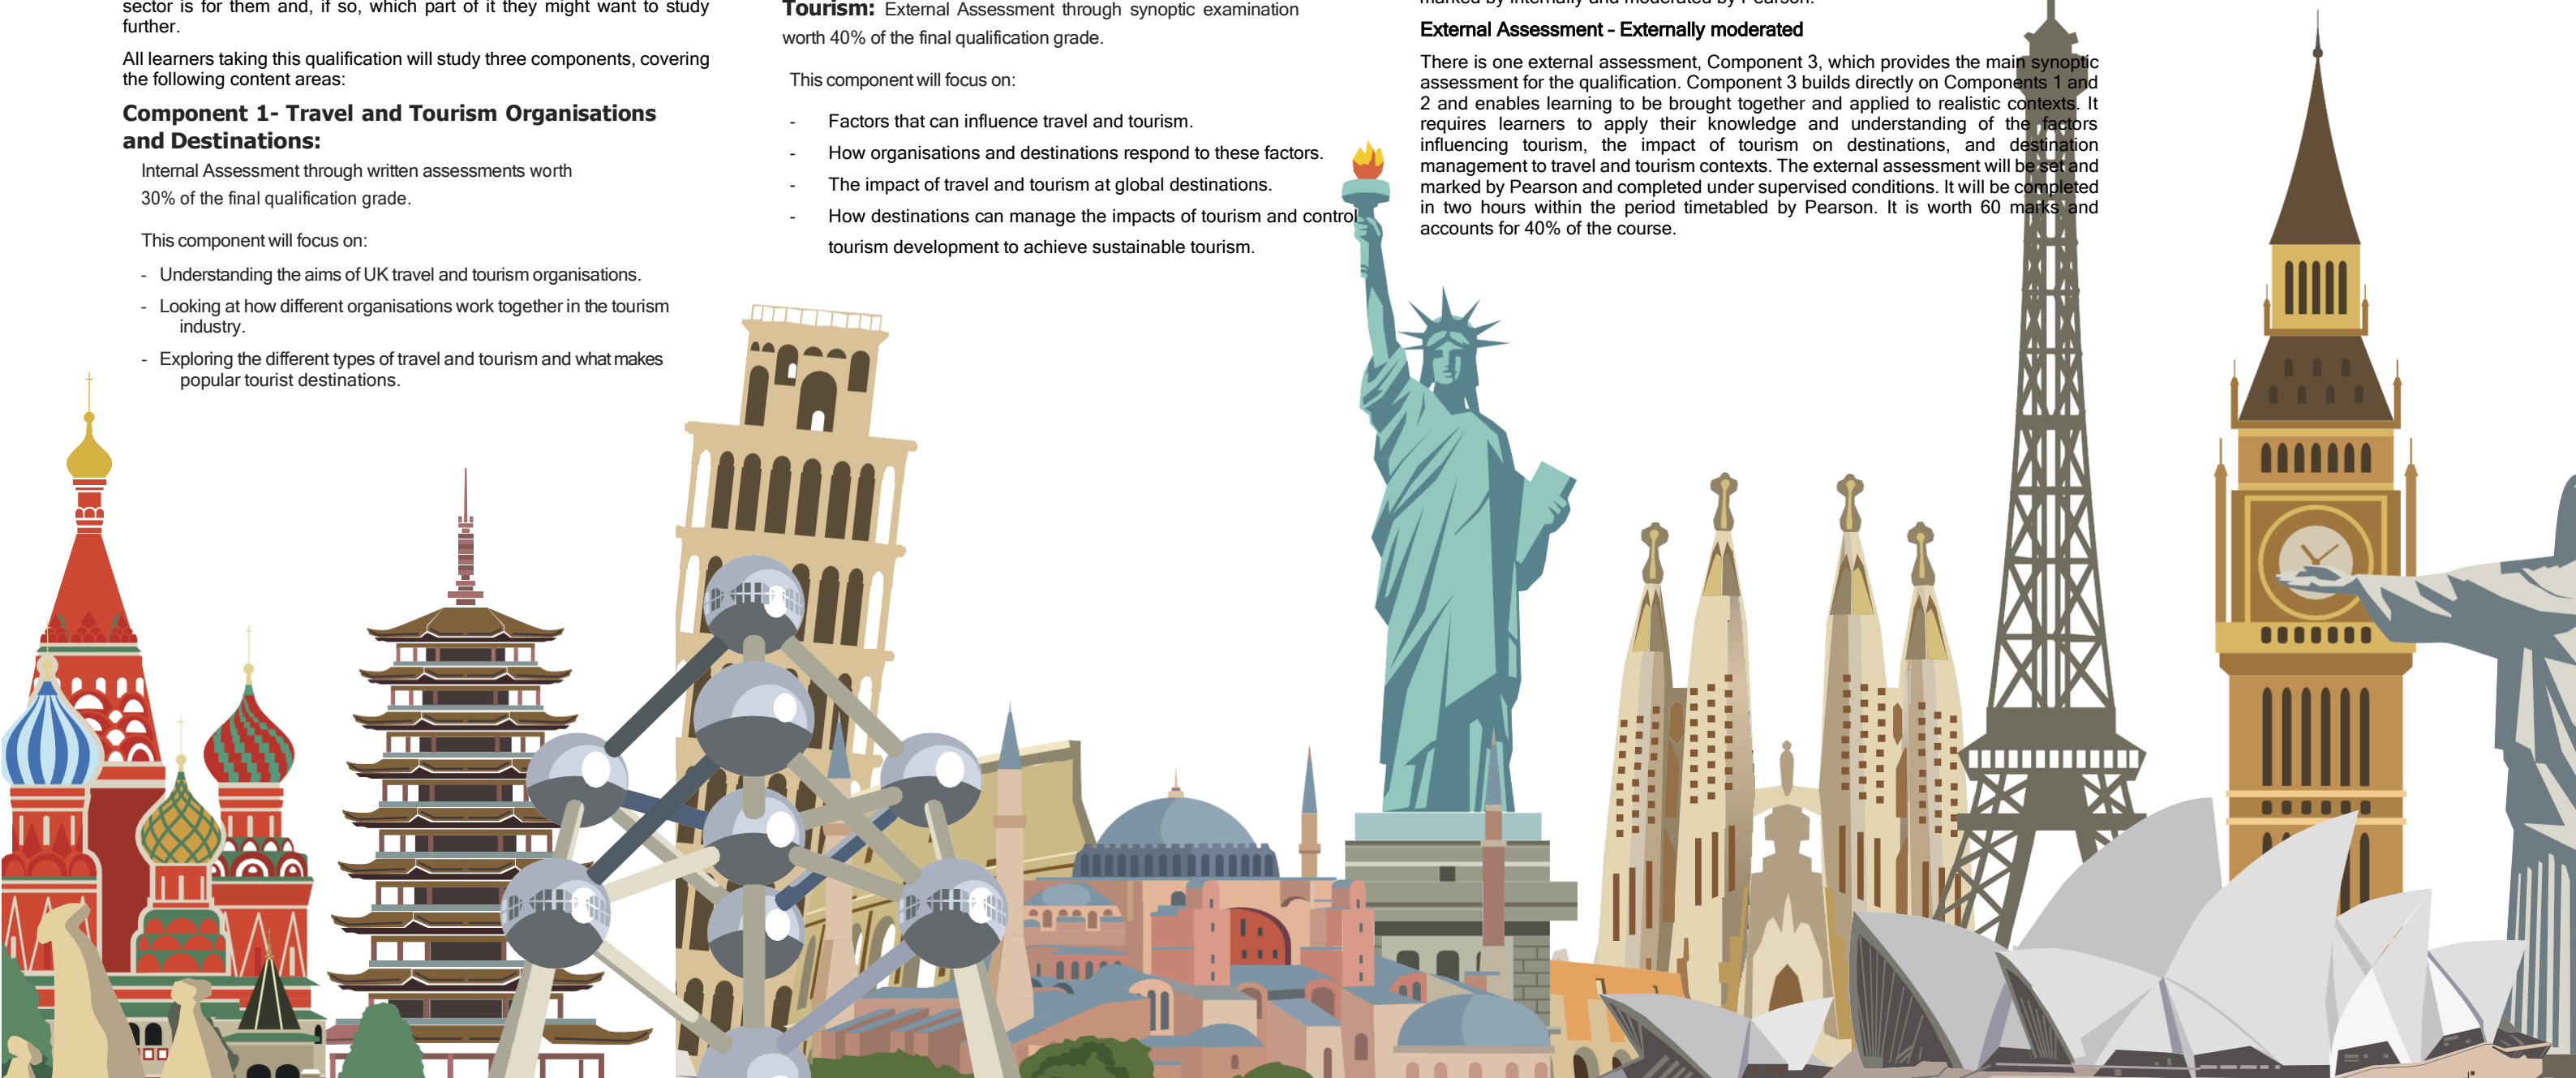 sector is for them and, if so, which part of it they might want to study
further.
All learners taking this qualification will study three components, covering
the following content areas:
Component 1- Travel and Tourism Organisations
and Destinations:
Internal Assessment through written assessments worth
30% of the final qualification grade.
This component will focus on:
- Understanding the aims of UK travel and tourism organisations.
- Looking at how different organisations work together in the tourism
industry.
- Exploring the different types of travel and tourism and what makes
popular tourist destinations.
Tourism: External Assessment through synoptic examination
worth 40% of the final qualification grade.
This component will focus on:
- Factors that can influence travel and tourism.
- How organisations and destinations respond to these factors.
- The impact of travel and tourism at global destinations.
- How destinations can manage the impacts of tourism and control
tourism development to achieve sustainable tourism.
marked by internally and moderated by Pearson.
External Assessment – Externally moderated
There is one external assessment, Component 3, which provides the main synoptic
assessment for the qualification. Component 3 builds directly on Components 1 and
2 and enables learning to be brought together and applied to realistic contexts. It
requires learners to apply their knowledge and understanding of the factors
influencing tourism, the impact of tourism on destinations, and destination
management to travel and tourism contexts. The external assessment will be set and
marked by Pearson and completed under supervised conditions. It will be completed
in two hours within the period timetabled by Pearson. It is worth 60 marks and
accounts for 40% of the course.